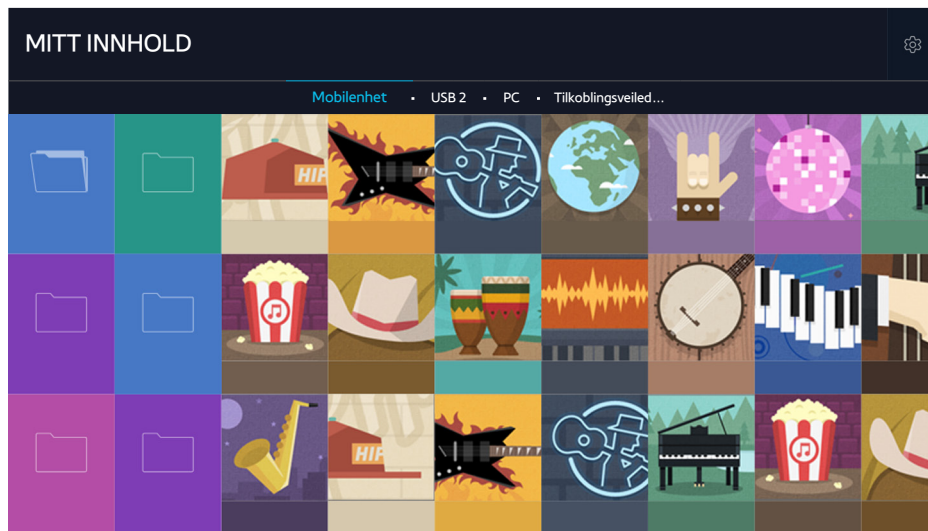 MITT INNHOLD
Mobilenhet • USB 2 • PC • Tilkoblingsveiled...
HIP
HIP